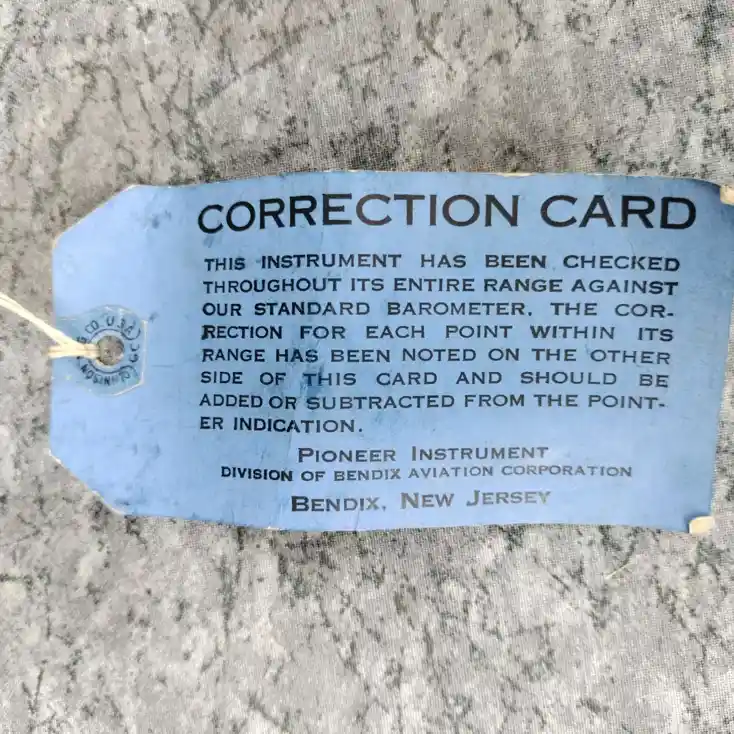 CORRECTION CARD
THIS INSTRUMENT HAS BEEN CHECKED
THROUGHOUT ITS ENTIRE RANGE AGAINST
OUR STANDARD BAROMETER. THE COR-
RECTION FOR EACH POINT WITHIN ITS
RANGE HAS BEEN NOTED ON THE OTHER
SIDE OF THIS CARD AND SHOULD BE
ADDED OR SUBTRACTED FROM THE POINT-
ER INDICATION.
PIONEER INSTRUMENT
DIVISION OF BENDIX AVIATION CORPORATION
BENDIX, NEW JERSEY